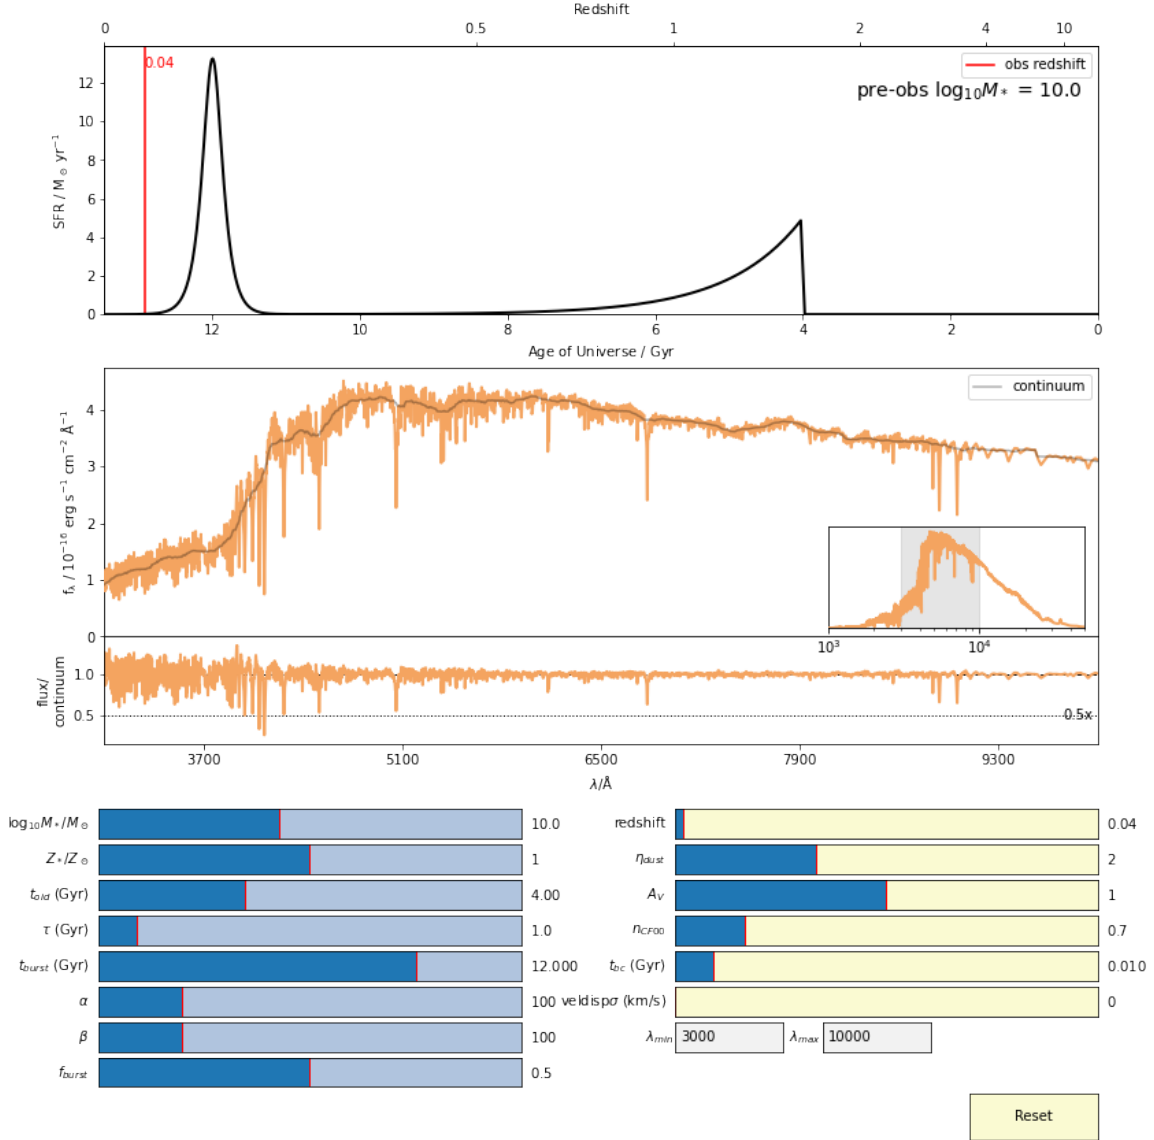 Redshift
0 0.5 1 2 4 10
0.04
obs redshift
pre-obs log₁₀M* = 10.0
SFR / M⊙ yr⁻¹
12
10
8
6
4
2
0
12 10 8 6 4 2 0
Age of Universe / Gyr
continuum
fλ / 10⁻¹⁶ erg s⁻¹ cm⁻² Å⁻¹
4
3
2
1
0
10³ 10⁴
flux/
continuum
1.0
0.5
0.5x
3700 5100 6500 7900 9300
λ/Å
log₁₀M*/M⊙ 10.0
Z*/Z⊙ 1
t_old (Gyr) 4.00
τ (Gyr) 1.0
t_burst (Gyr) 12.000
α 100
β 100
f_burst 0.5
redshift 0.04
η_dust 2
A_V 1
n_CF00 0.7
t_bc (Gyr) 0.010
veldispσ (km/s) 0
λ_min 3000 λ_max 10000
Reset